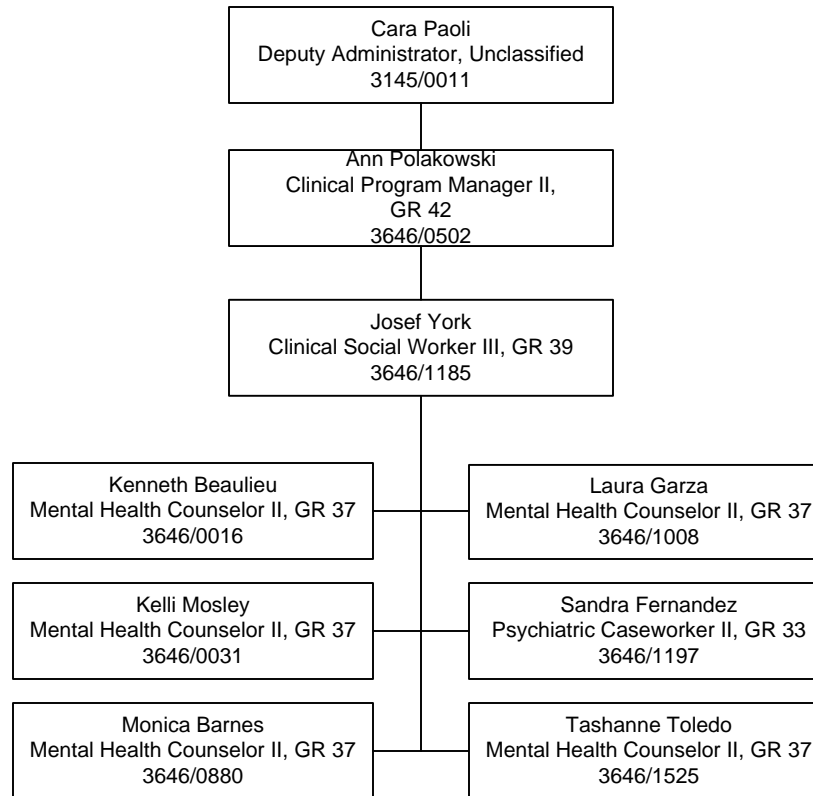 Cara Paoli
Deputy Administrator, Unclassified
3145/0011
Ann Polakowski
Clinical Program Manager II,
GR 42
3646/0502
Josef York
Clinical Social Worker III, GR 39
3646/1185
Kenneth Beaulieu
Mental Health Counselor II, GR 37
3646/0016
Laura Garza
Mental Health Counselor II, GR 37
3646/1008
Kelli Mosley
Mental Health Counselor II, GR 37
3646/0031
Sandra Fernandez
Psychiatric Caseworker II, GR 33
3646/1197
Monica Barnes
Mental Health Counselor II, GR 37
3646/0880
Tashanne Toledo
Mental Health Counselor II, GR 37
3646/1525